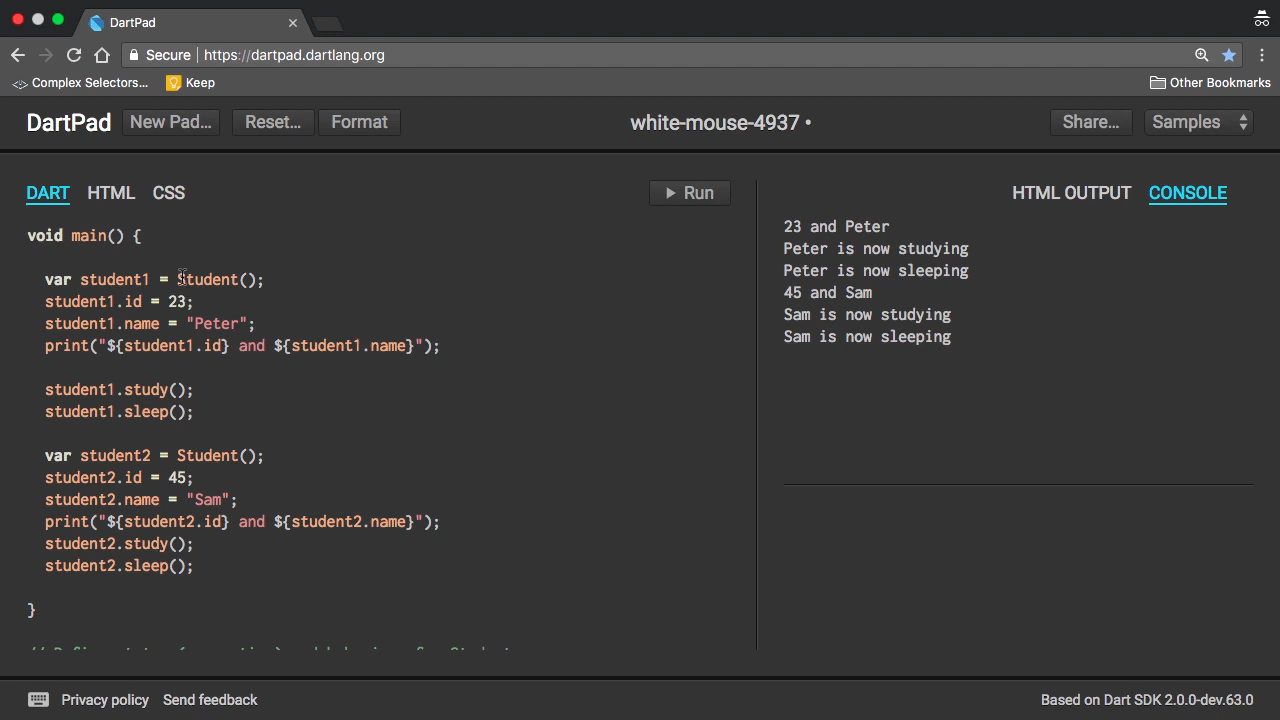 DartPad
Secure https://dartpad.dartlang.org
Complex Selectors... Keep Other Bookmarks
DartPad New Pad... Reset... Format white-mouse-4937 • Share... Samples
DART HTML CSS Run HTML OUTPUT CONSOLE
void main() {
var student1 = Student();
student1.id = 23;
student1.name = "Peter";
print("${student1.id} and ${student1.name}");
student1.study();
student1.sleep();
var student2 = Student();
student2.id = 45;
student2.name = "Sam";
print("${student2.id} and ${student2.name}");
student2.study();
student2.sleep();
}
23 and Peter
Peter is now studying
Peter is now sleeping
45 and Sam
Sam is now studying
Sam is now sleeping
Privacy policy Send feedback Based on Dart SDK 2.0.0-dev.63.0